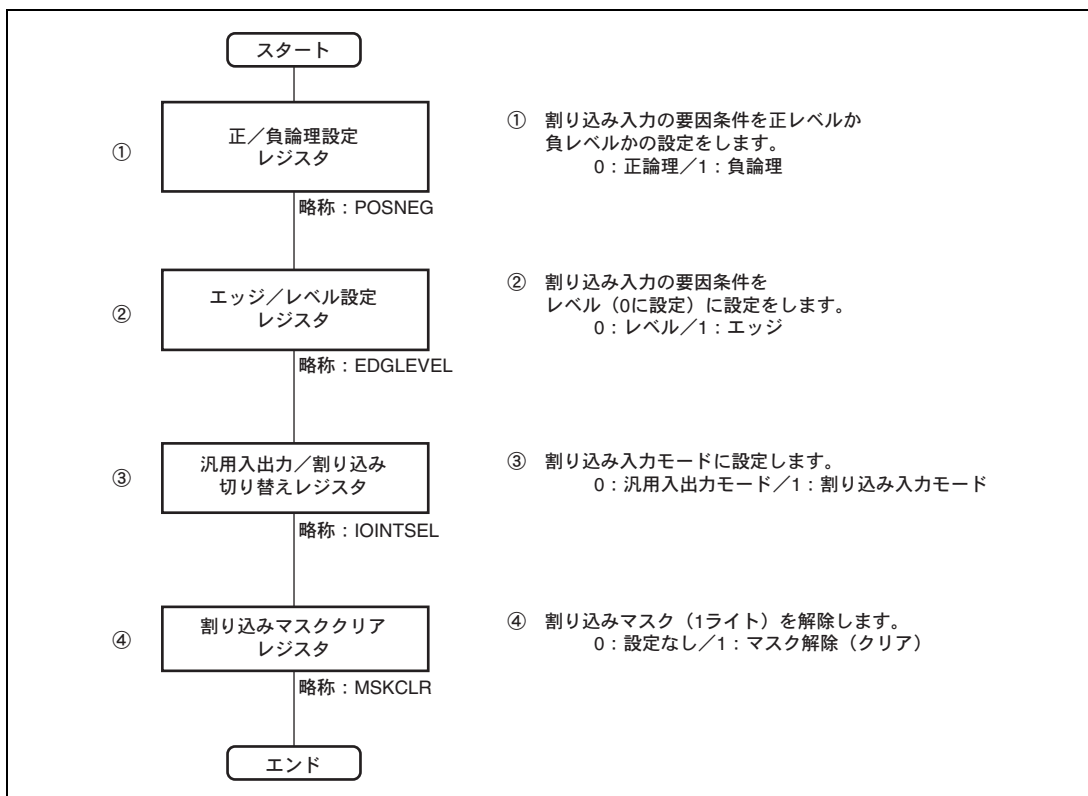 スタート
①
正／負論理設定
レジスタ
略称：POSNEG
① 割り込み入力の要因条件を正レベルか
負レベルかの設定をします。
0：正論理／1：負論理
②
エッジ／レベル設定
レジスタ
略称：EDGLEVEL
② 割り込み入力の要因条件を
レベル（0に設定）に設定をします。
0：レベル／1：エッジ
③
汎用入出力／割り込み
切り替えレジスタ
略称：IOINTSEL
③ 割り込み入力モードに設定します。
0：汎用入出力モード／1：割り込み入力モード
④
割り込みマスククリア
レジスタ
略称：MSKCLR
④ 割り込みマスク（1ライト）を解除します。
0：設定なし／1：マスク解除（クリア）
エンド